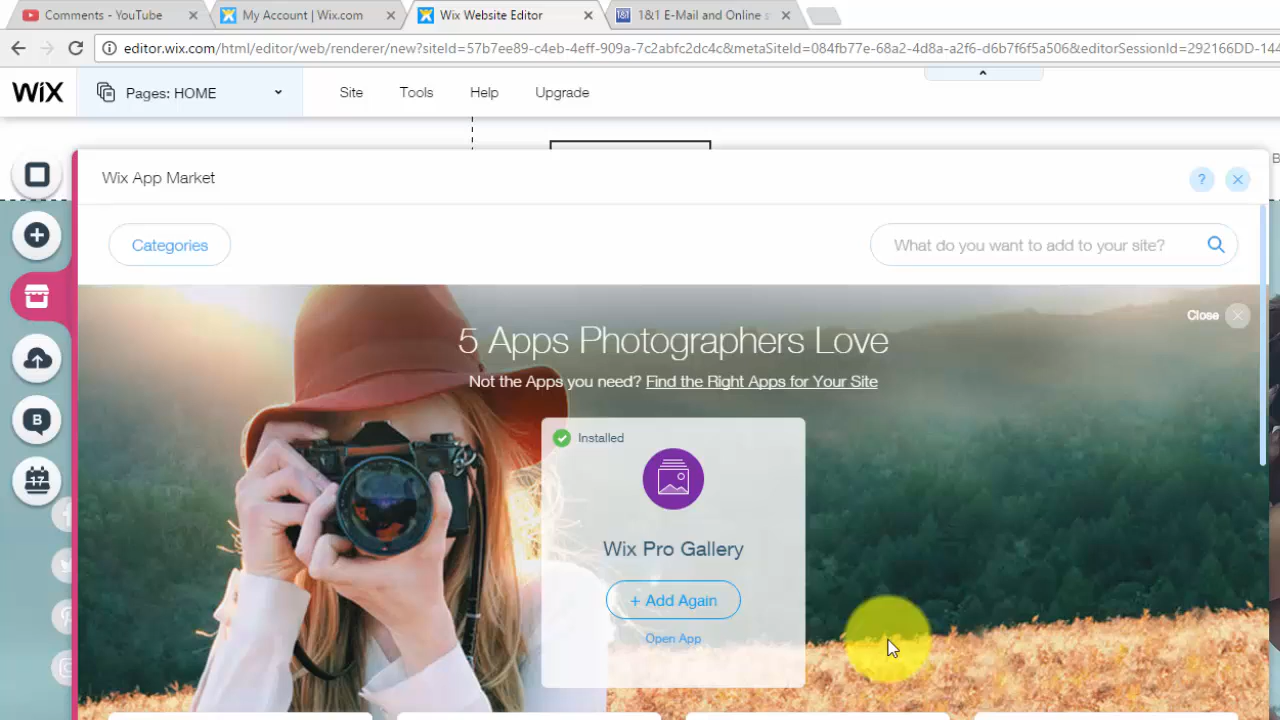 Comments - YouTube
My Account | Wix.com
Wix Website Editor
1&1 E-Mail and Online s
editor.wix.com/html/editor/web/renderer/new?siteId=57b7ee89-c4eb-4eff-909a-7c2abfc2dc4c&metaSiteId=084fb77e-68a2-4d8a-a2f6-d6b7f6f5a506&editorSessionId=292166DD-144
WiX
Pages: HOME
Site
Tools
Help
Upgrade
Wix App Market
?
Categories
What do you want to add to your site?
Close
5 Apps Photographers Love
Not the Apps you need? Find the Right Apps for Your Site
Installed
B
Wix Pro Gallery
17
+ Add Again
Open App